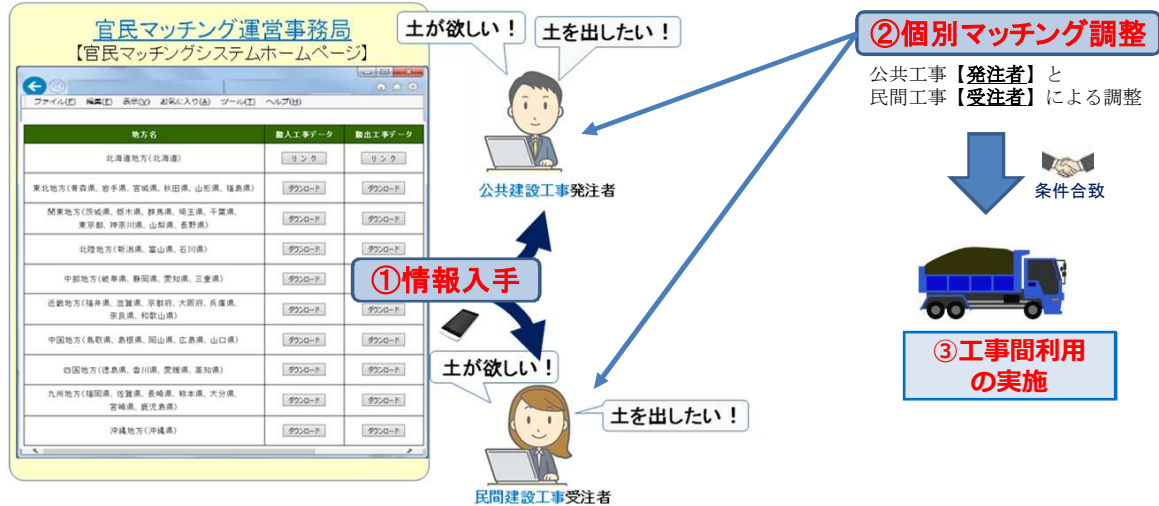 官民マッチング運営事務局
【官民マッチングシステムホームページ】
ファイル(F) 編集(E) 表示(V) お気に入り(A) ツール(T) ヘルプ(H)
地方名 搬入工事データ 搬出工事データ
北海道地方(北海道) リンク リンク
東北地方(青森県、岩手県、宮城県、秋田県、山形県、福島県) ダウンロード ダウンロード
関東地方(茨城県、栃木県、群馬県、埼玉県、千葉県、
東京都、神奈川県、山梨県、長野県) ダウンロード ダウンロード
北陸地方(新潟県、富山県、石川県) ダウンロード ダウンロード
中部地方(岐阜県、静岡県、愛知県、三重県) ダウンロード
近畿地方(福井県、滋賀県、京都府、大阪府、兵庫県、
奈良県、和歌山県) ダウンロード ダウンロード
中国地方(鳥取県、島根県、岡山県、広島県、山口県) ダウンロード ダウンロード
四国地方(徳島県、香川県、愛媛県、高知県) ダウンロード ダウンロード
九州地方(福岡県、佐賀県、長崎県、熊本県、大分県、
宮崎県、鹿児島県) ダウンロード ダウンロード
沖縄地方(沖縄県) ダウンロード ダウンロード
土が欲しい！
土を出したい！
公共建設工事発注者
①情報入手
土が欲しい！
土を出したい！
民間建設工事受注者
②個別マッチング調整
公共工事【発注者】と
民間工事【受注者】による調整
条件合致
③工事間利用
の実施